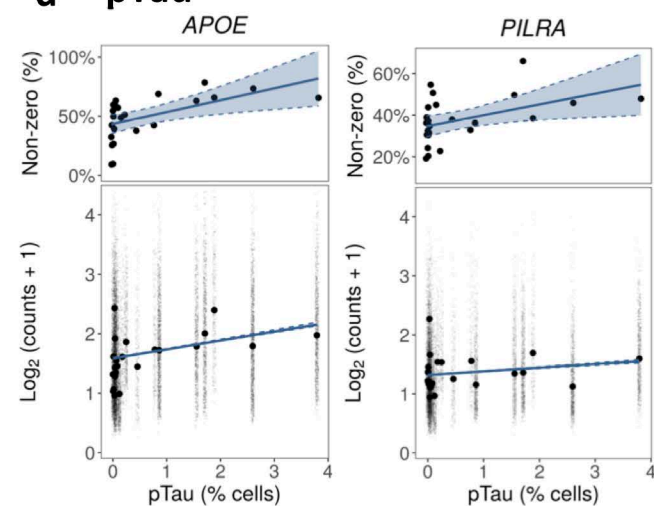 APOE
PILRA
Non-zero (%)
100%
50%
0%
Non-zero (%)
60%
40%
20%
Log2 (counts + 1)
4
3
2
1
0
Log2 (counts + 1)
4
3
2
1
0
0 1 2 3 4
0 1 2 3 4
pTau (% cells)
pTau (% cells)